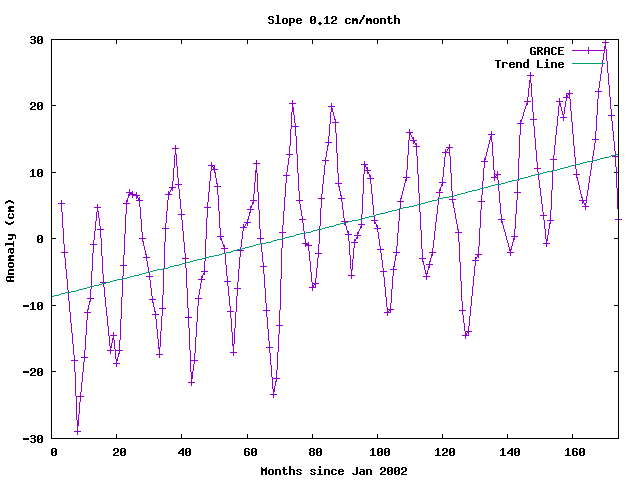 Slope 0.12 cm/month
GRACE
Trend Line
30
20
10
0
-10
-20
-30
Anomaly (cm)
0 20 40 60 80 100 120 140 160
Months since Jan 2002